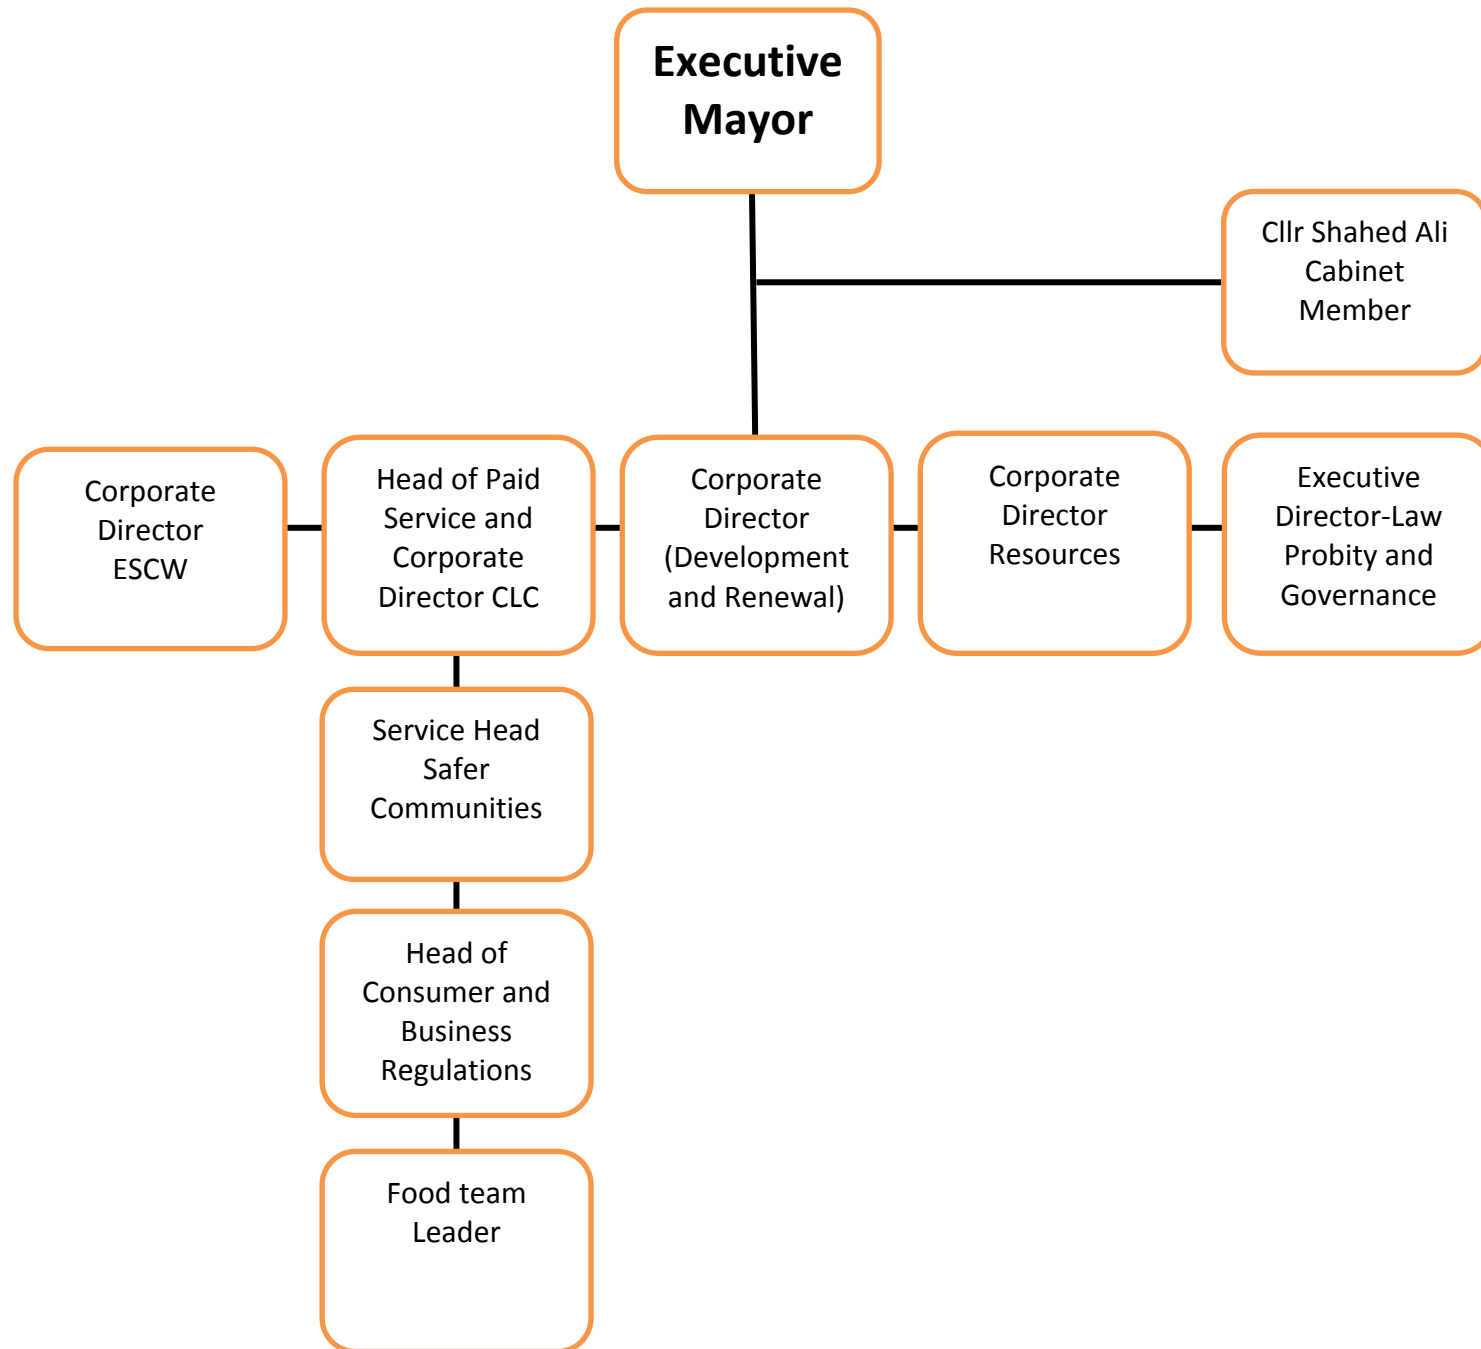 Executive
Mayor
Cllr Shahed Ali
Cabinet
Member
Corporate
Director
ESCW
Head of Paid
Service and
Corporate
Director CLC
Corporate
Director
(Development
and Renewal)
Corporate
Director
Resources
Executive
Director-Law
Probity and
Governance
Service Head
Safer
Communities
Head of
Consumer and
Business
Regulations
Food team
Leader